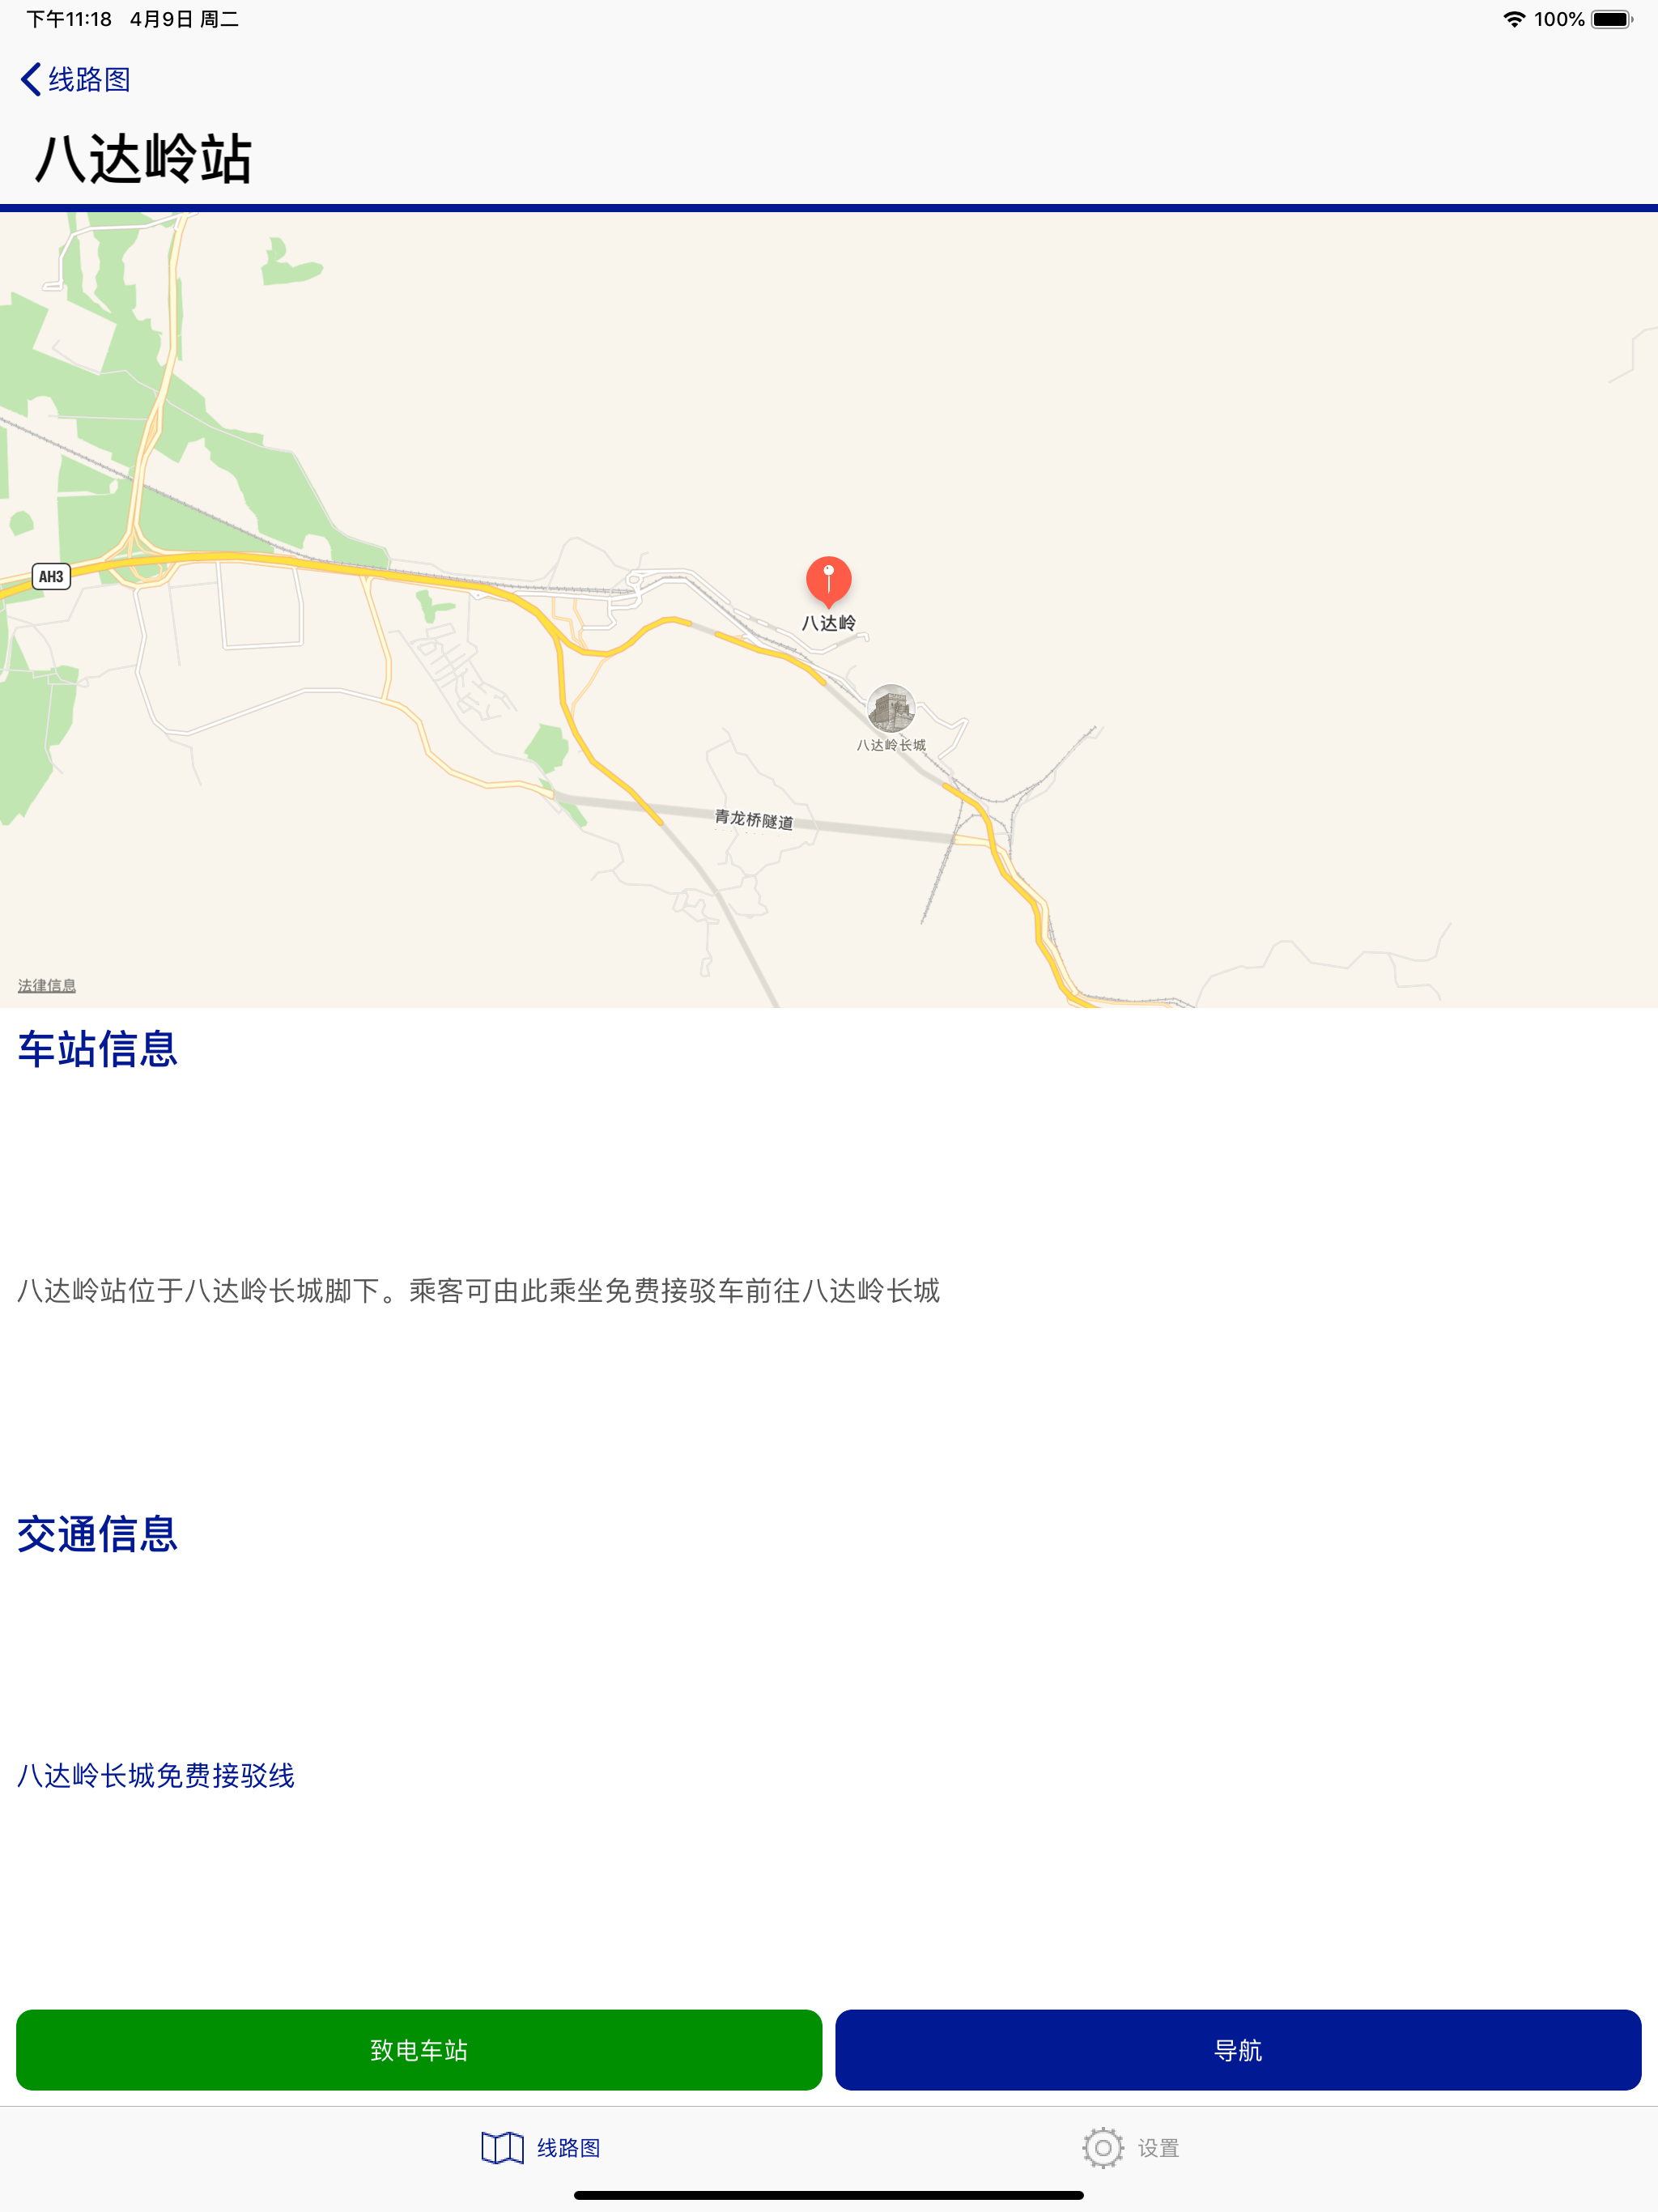 下午11:18 4月9日 周二 100%
线路图
八达岭站
AH3
八达岭
八达岭长城
青龙桥隧道
法律信息
车站信息
八达岭站位于八达岭长城脚下。乘客可由此乘坐免费接驳车前往八达岭长城
交通信息
八达岭长城免费接驳线
致电车站 导航
线路图 设置